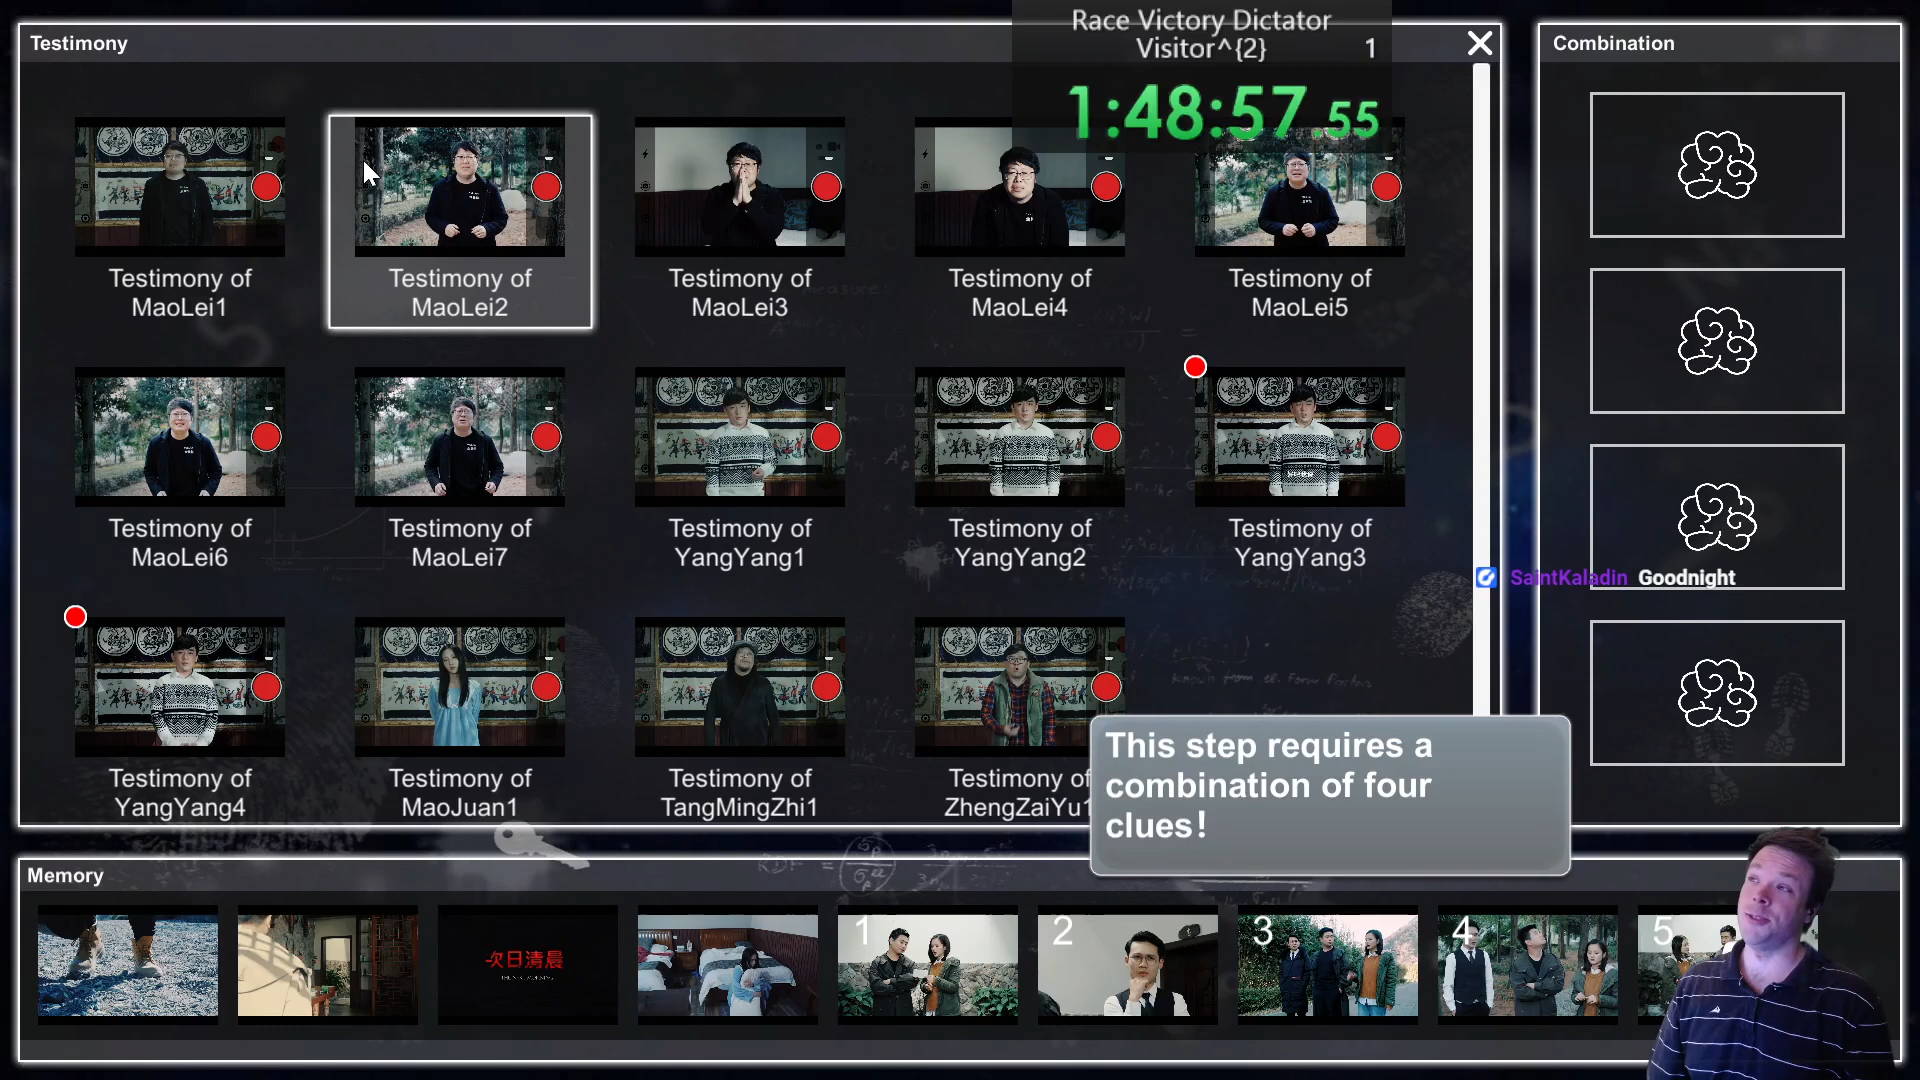 Race Victory Dictator
Visitor^{2} 1
1:48:57.55
Testimony
Combination
Testimony of
MaoLei1
Testimony of
MaoLei2
Testimony of
MaoLei3
Testimony of
MaoLei4
Testimony of
MaoLei5
Testimony of
MaoLei6
Testimony of
MaoLei7
Testimony of
YangYang1
Testimony of
YangYang2
Testimony of
YangYang3
SaintKaladin Goodnight
Testimony of
YangYang4
Testimony of
MaoJuan1
Testimony of
TangMingZhi1
Testimony of
ZhengZaiYu1
This step requires a
combination of four
clues!
Memory
次日清晨
1
2
3
4
5